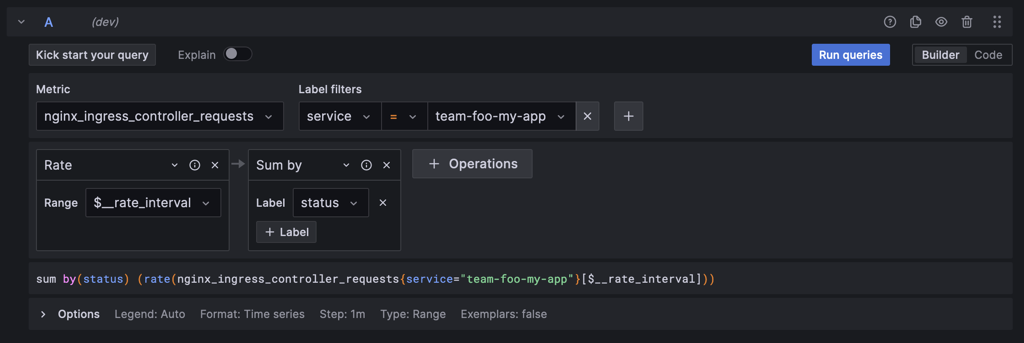 A (dev)
Kick start your query Explain Run queries Builder Code
Metric Label filters
nginx_ingress_controller_requests service = team-foo-my-app
Rate Sum by + Operations
Range $__rate_interval Label status
+ Label
sum by(status) (rate(nginx_ingress_controller_requests{service="team-foo-my-app"}[$__rate_interval]))
Options Legend: Auto Format: Time series Step: 1m Type: Range Exemplars: false